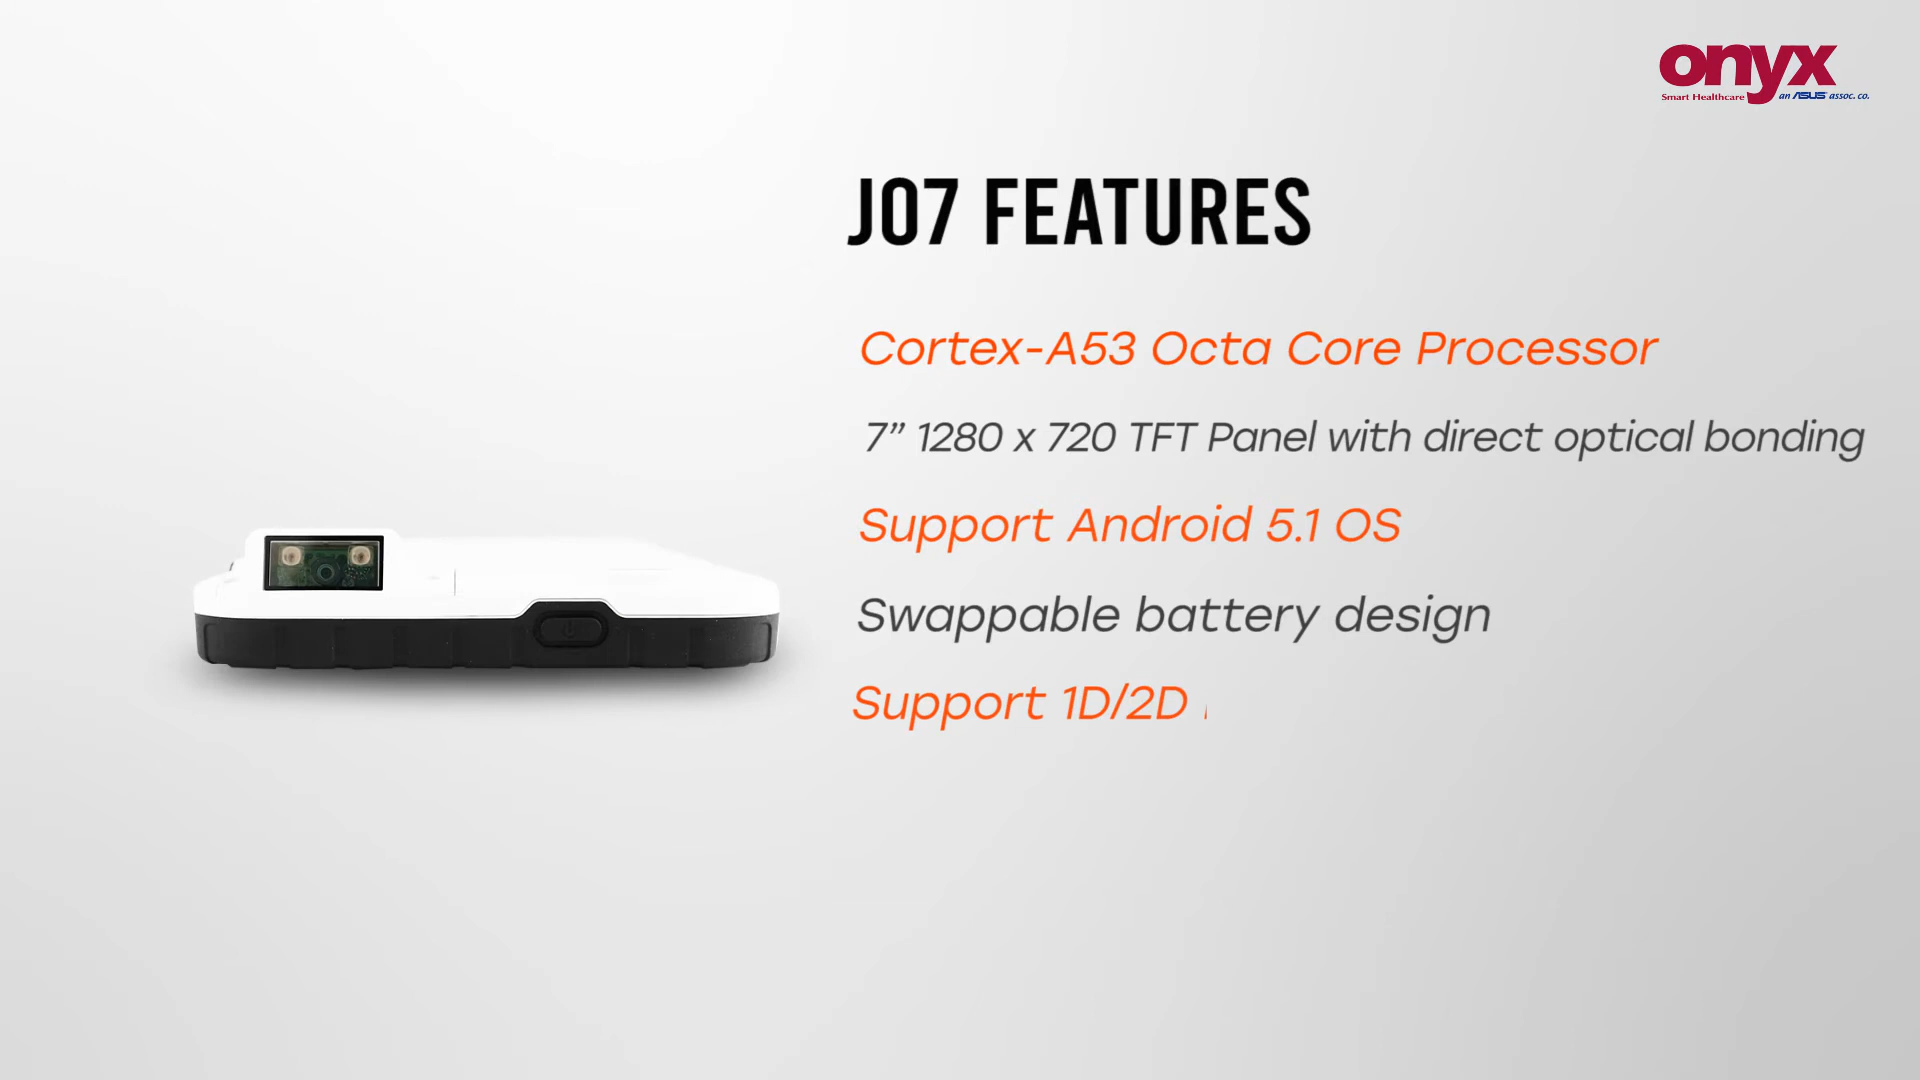 onyx
Smart Healthcare an ASUS assoc. co.
J07 FEATURES
Cortex-A53 Octa Core Processor
7” 1280 x 720 TFT Panel with direct optical bonding
Support Android 5.1 OS
Swappable battery design
Support 1D/2D